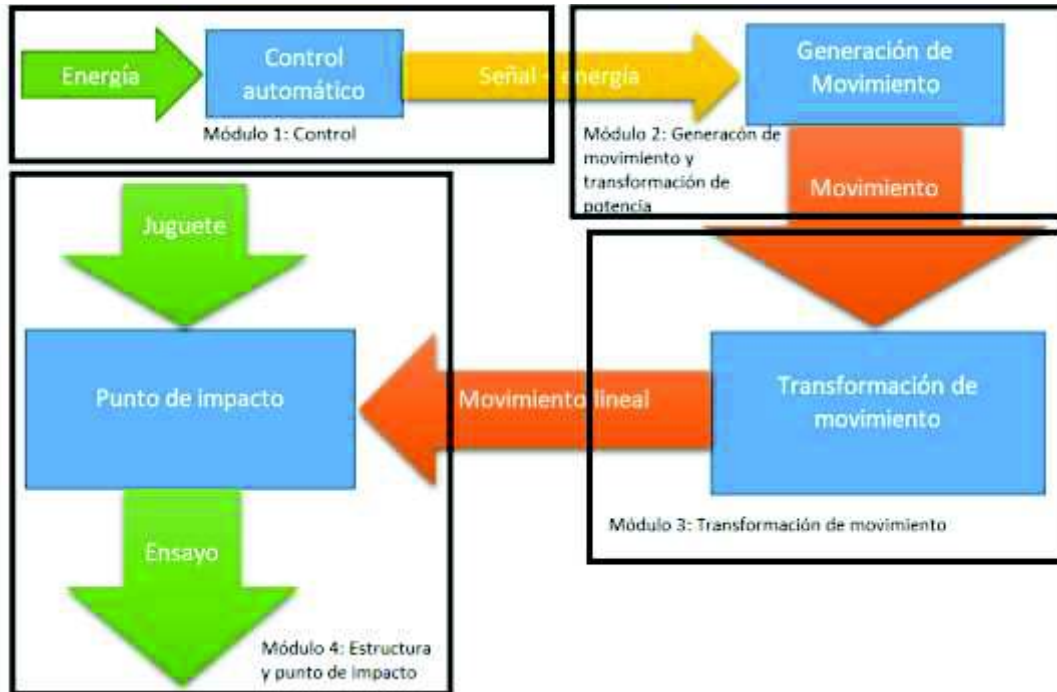 Energía
Control
automático
Señal - energía
Generación de
Movimiento
Módulo 1: Control
Módulo 2: Generacón de
movimiento y
transformación de
potencia
Movimiento
Juguete
Punto de impacto
Movimiento lineal
Transformación de
movimiento
Módulo 3: Transformación de movimiento
Ensayo
Módulo 4: Estructura
y punto de impacto